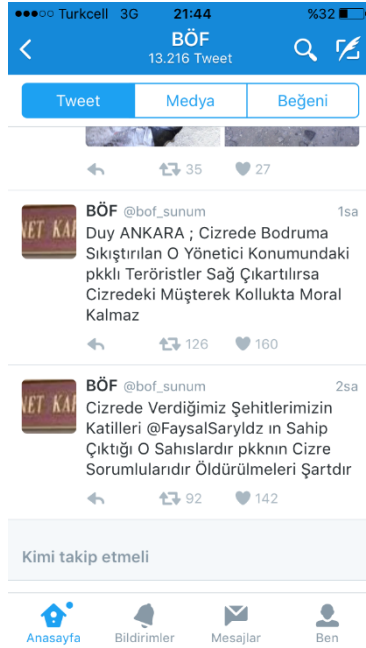 Turkcell 3G 21:44 %32
BÖF
13.216 Tweet
Tweet Medya Beğeni
35 27
BÖF @bof_sunum 1sa
Duy ANKARA ; Cizrede Bodruma
Sıkıştırılan O Yönetici Konumundaki
pkklı Teröristler Sağ Çıkartılırsa
Cizredeki Müşterek Kollukta Moral
Kalmaz
126 160
BÖF @bof_sunum 2sa
Cizrede Verdiğimiz Şehitlerimizin
Katilleri @FaysalSaryldz ın Sahip
Çıktığı O Sahıslardır pkknın Cizre
Sorumlularıdır Öldürülmeleri Şartdır
92 142
Kimi takip etmeli
Anasayfa Bildirimler Mesajlar Ben